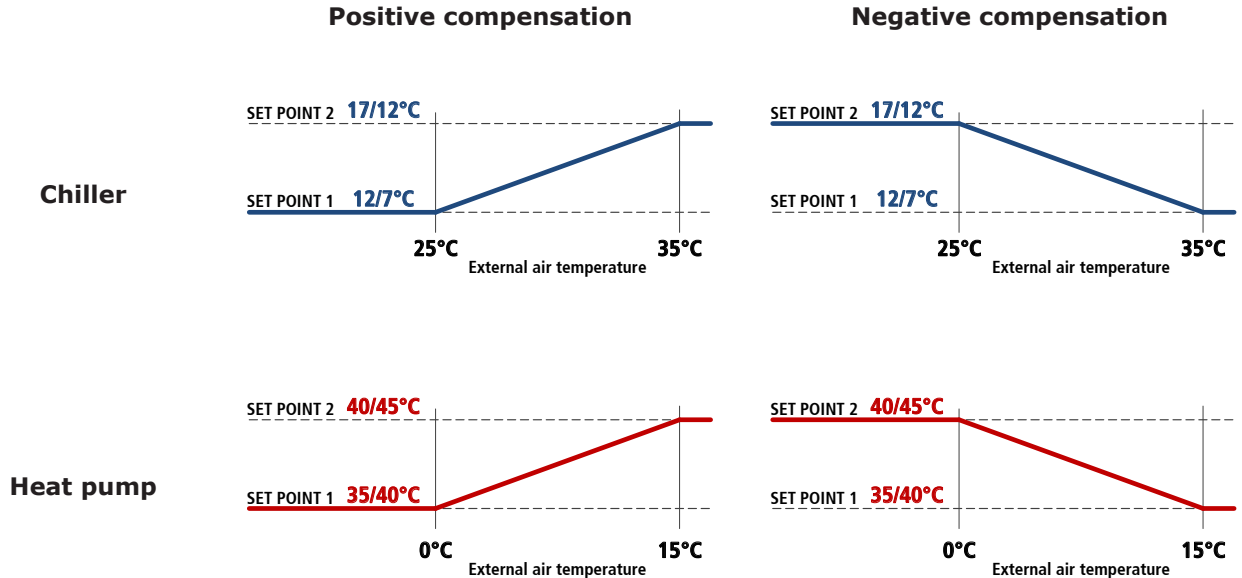 Positive compensation
Negative compensation
Chiller
SET POINT 2 17/12°C
SET POINT 1 12/7°C
25°C 35°C
External air temperature
SET POINT 2 17/12°C
SET POINT 1 12/7°C
25°C 35°C
External air temperature
Heat pump
SET POINT 2 40/45°C
SET POINT 1 35/40°C
0°C 15°C
External air temperature
SET POINT 2 40/45°C
SET POINT 1 35/40°C
0°C 15°C
External air temperature